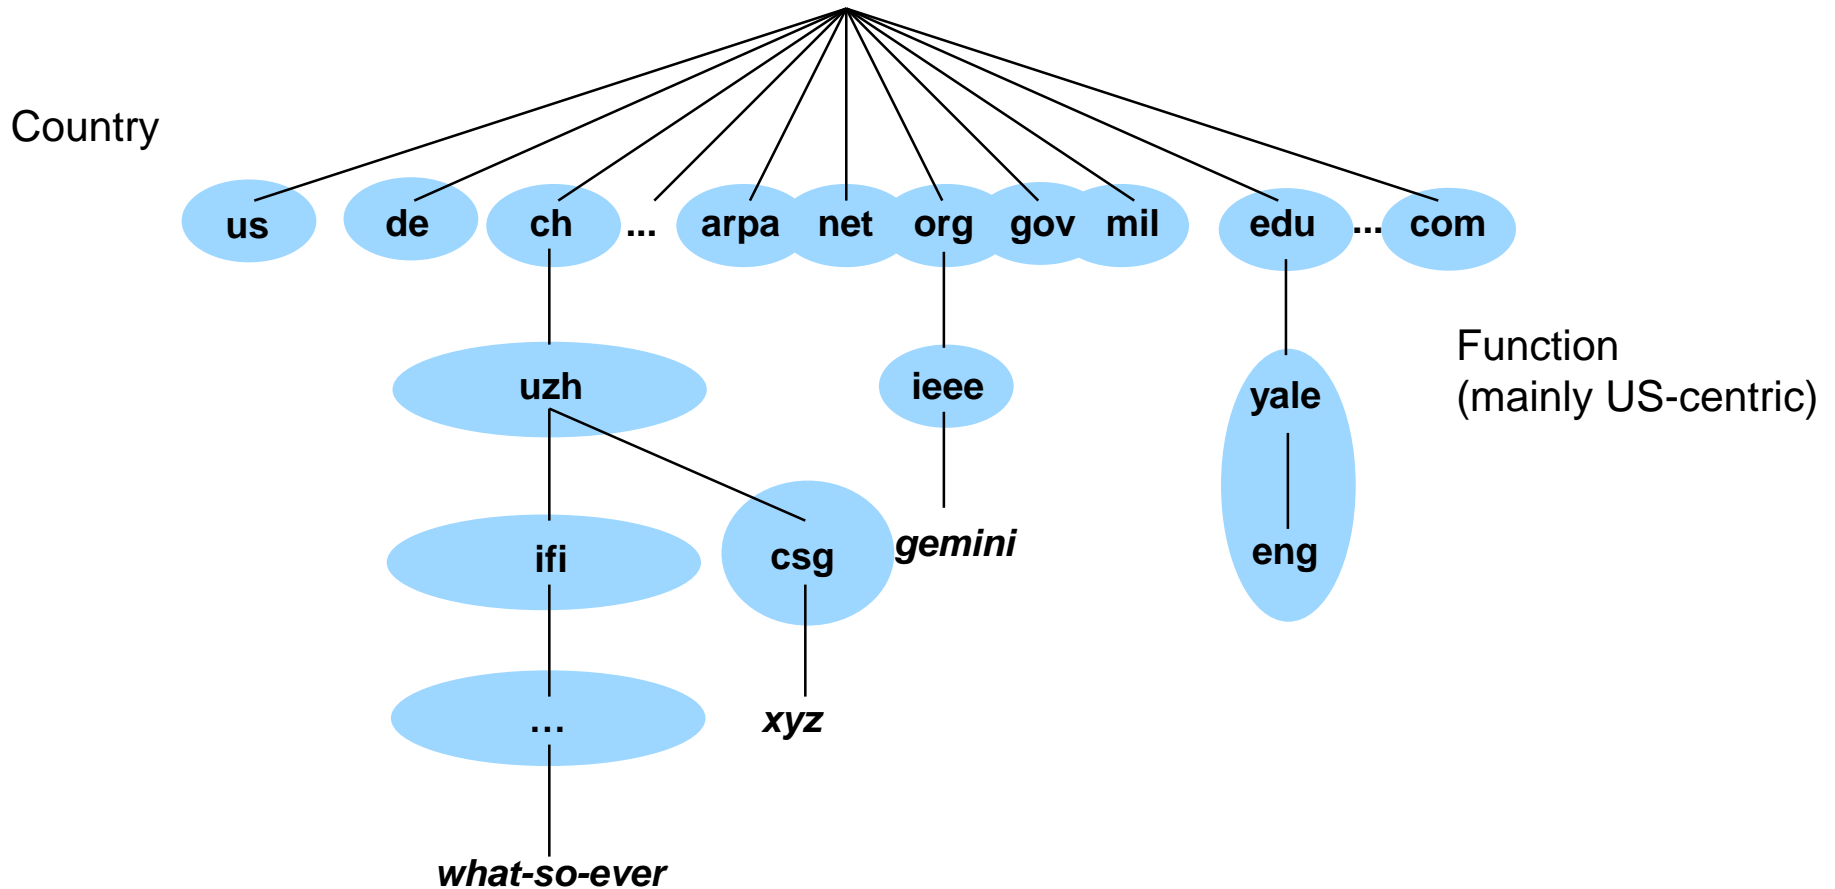 Country
us de ch ... arpa net org gov mil edu ... com
Function
(mainly US-centric)
uzh ieee yale
ifi csg gemini eng
... xyz
what-so-ever